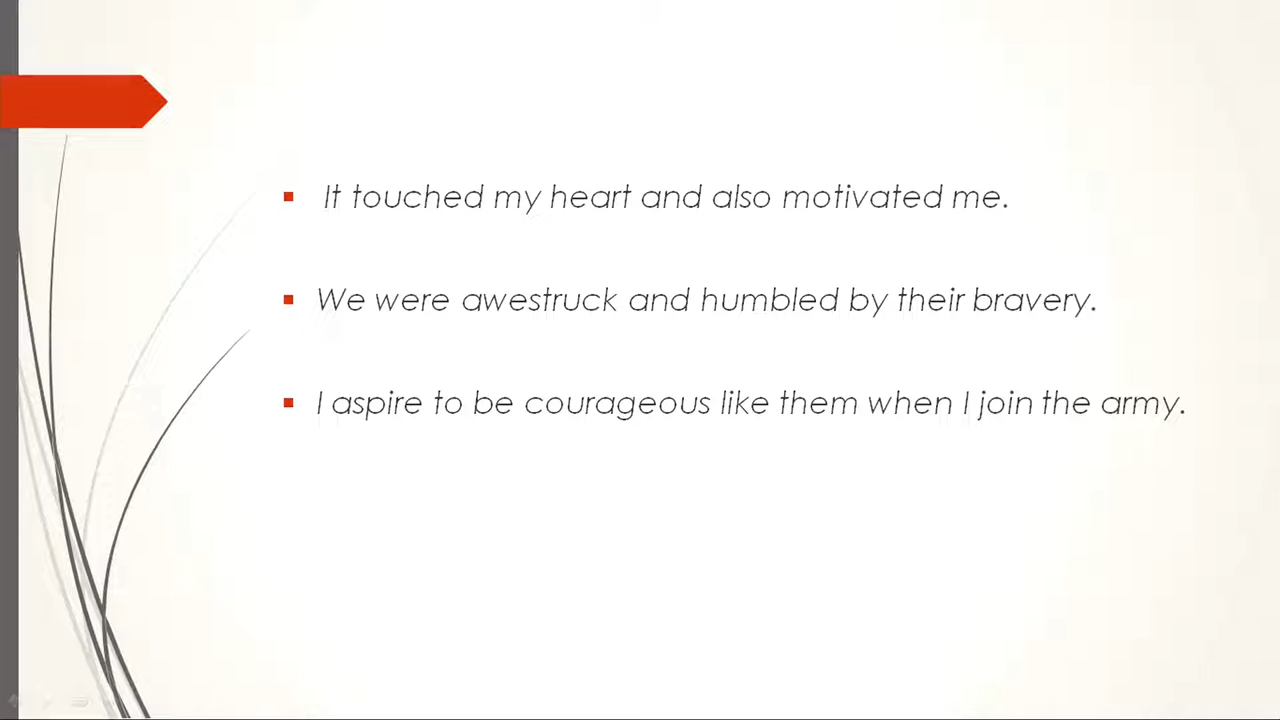 It touched my heart and also motivated me.
We were awestruck and humbled by their bravery.
I aspire to be courageous like them when I join the army.